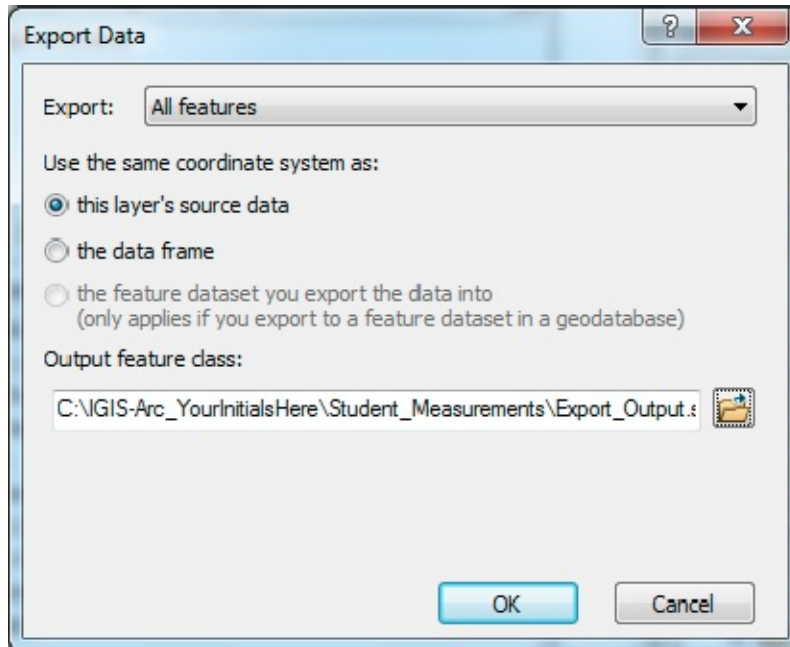 Export Data
Export: All features
Use the same coordinate system as:
this layer's source data
the data frame
the feature dataset you export the data into
(only applies if you export to a feature dataset in a geodatabase)
Output feature class:
C:\IGIS-Arc_YourInitialsHere\Student_Measurements\Export_Output.s
OK Cancel